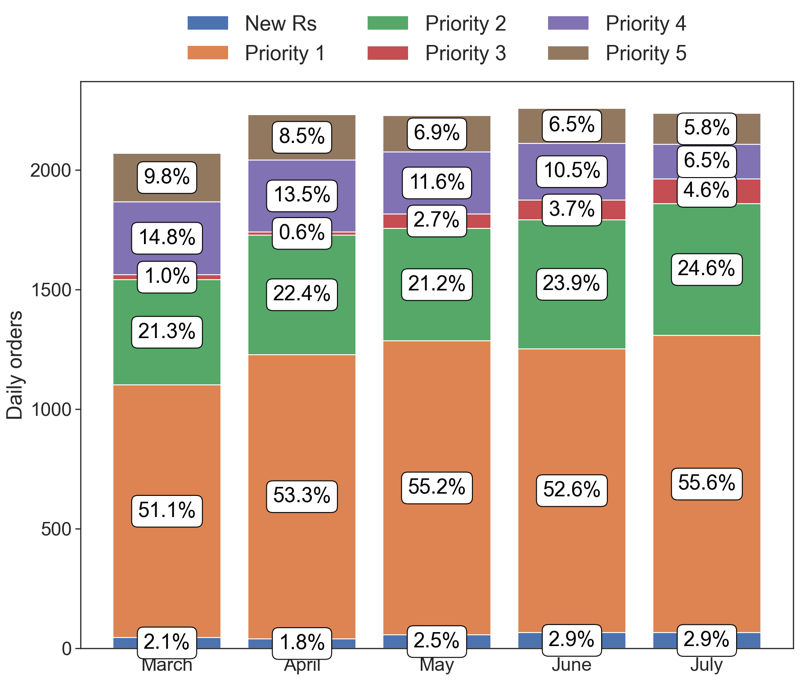 New Rs Priority 2 Priority 4
Priority 1 Priority 3 Priority 5
Daily orders
2000
1500
1000
500
0
9.8% 8.5% 6.9% 6.5% 5.8%
14.8% 13.5% 11.6% 10.5% 6.5%
1.0% 0.6% 2.7% 3.7% 4.6%
21.3% 22.4% 21.2% 23.9% 24.6%
51.1% 53.3% 55.2% 52.6% 55.6%
2.1% 1.8% 2.5% 2.9% 2.9%
March April May June July